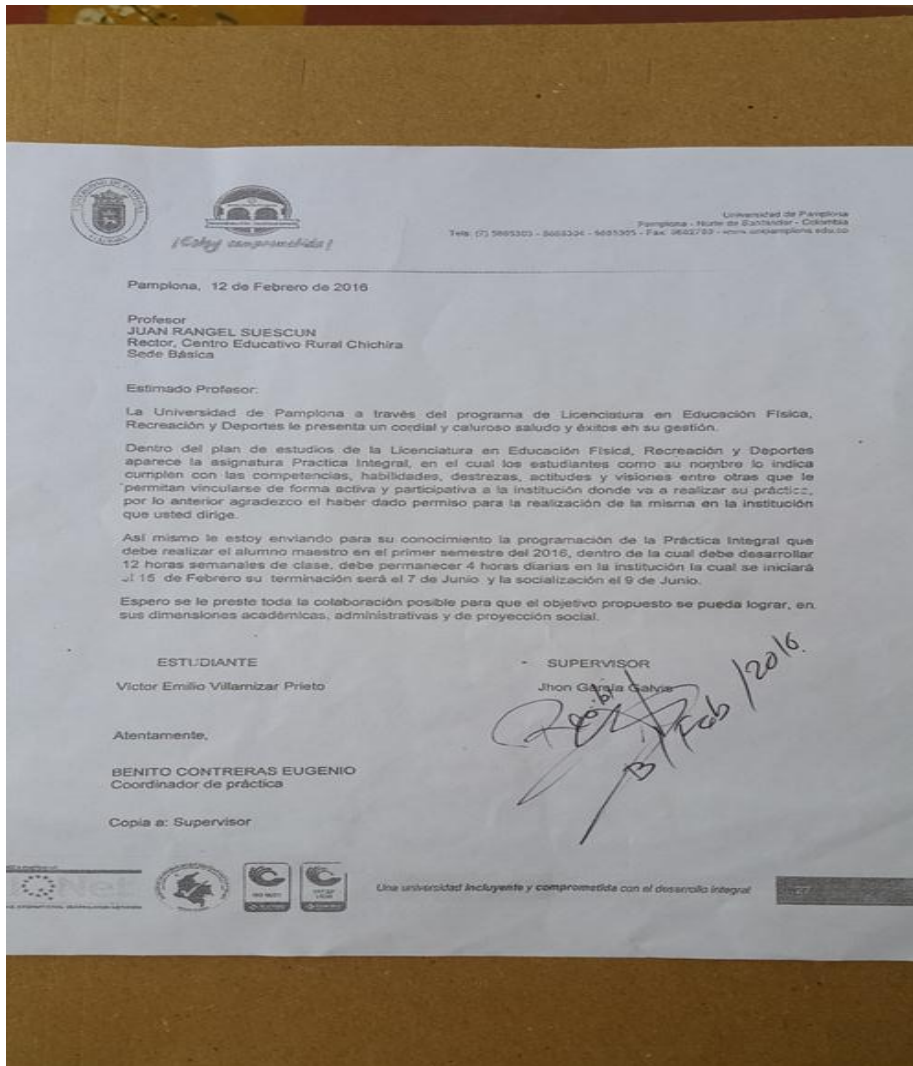 ¡Estoy comprometido!
Universidad de Pamplona
Pamplona - Norte de Santander - Colombia
Pamplona, 12 de Febrero de 2016
Profesor
JUAN RANGEL SUESCUN
Rector, Centro Educativo Rural Chichira
Sede Básica
Estimado Profesor:
La Universidad de Pamplona a través del programa de Licenciatura en Educación Física,
Recreación y Deportes le presenta un cordial y caluroso saludo y éxitos en su gestión.
Dentro del plan de estudios de la Licenciatura en Educación Física, Recreación y Deportes
aparece la asignatura Practica Integral, en el cual los estudiantes como su nombre lo indica
cumplen con las competencias, habilidades, destrezas, actitudes y visiones entre otras que le
permitan vincularse de forma activa y participativa a la institución donde va a realizar su práctica,
por lo anterior agradezco el haber dado permiso para la realización de la misma en la institución
que usted dirige.
Así mismo le estoy enviando para su conocimiento la programación de la Práctica Integral que
debe realizar el alumno maestro en el primer semestre del 2016, dentro de la cual debe desarrollar
12 horas semanales de clase, debe permanecer 4 horas diarias en la institución la cual se iniciará
el 15 de Febrero su terminación será el 7 de Junio y la socialización el 9 de Junio.
Espero se le preste toda la colaboración posible para que el objetivo propuesto se pueda lograr, en
sus dimensiones académicas, administrativas y de proyección social.
ESTUDIANTE - SUPERVISOR
Victor Emilio Villamizar Prieto Jhon García Galvis
Feb/2016
Atentamente,
BENITO CONTRERAS EUGENIO
Coordinador de práctica
Copia a: Supervisor
Una universidad incluyente y comprometida con el desarrollo integral